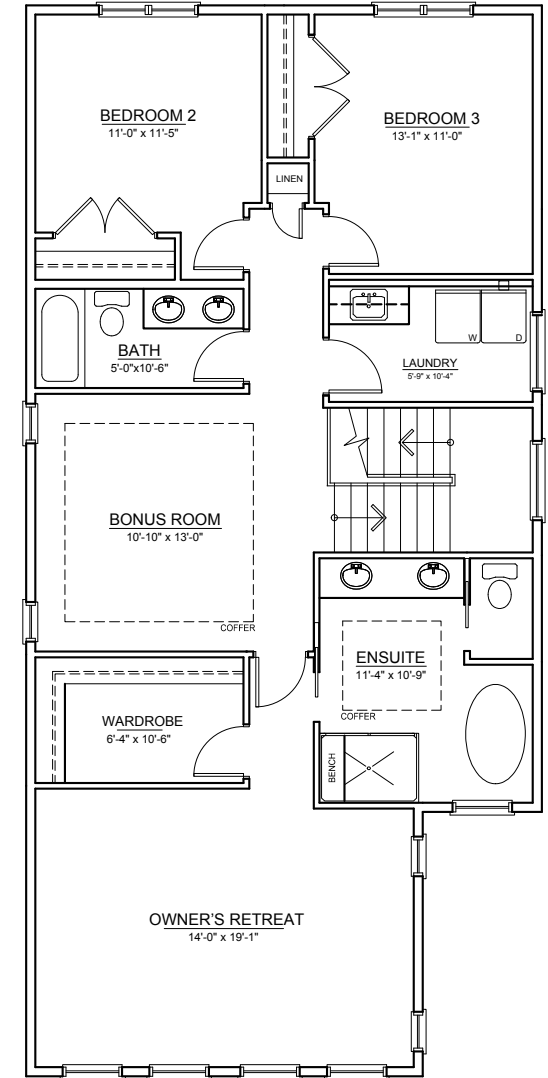 BEDROOM 2
11'-0" x 11'-5"
BEDROOM 3
13'-1" x 11'-0"
LINEN
BATH
5'-0"x10'-6"
W
D
LAUNDRY
5'-9" x 10'-4"
BONUS ROOM
10'-10" x 13'-0"
COFFER
ENSUITE
11'-4" x 10'-9"
COFFER
WARDROBE
6'-4" x 10'-6"
BENCH
OWNER'S RETREAT
14'-0" x 19'-1"